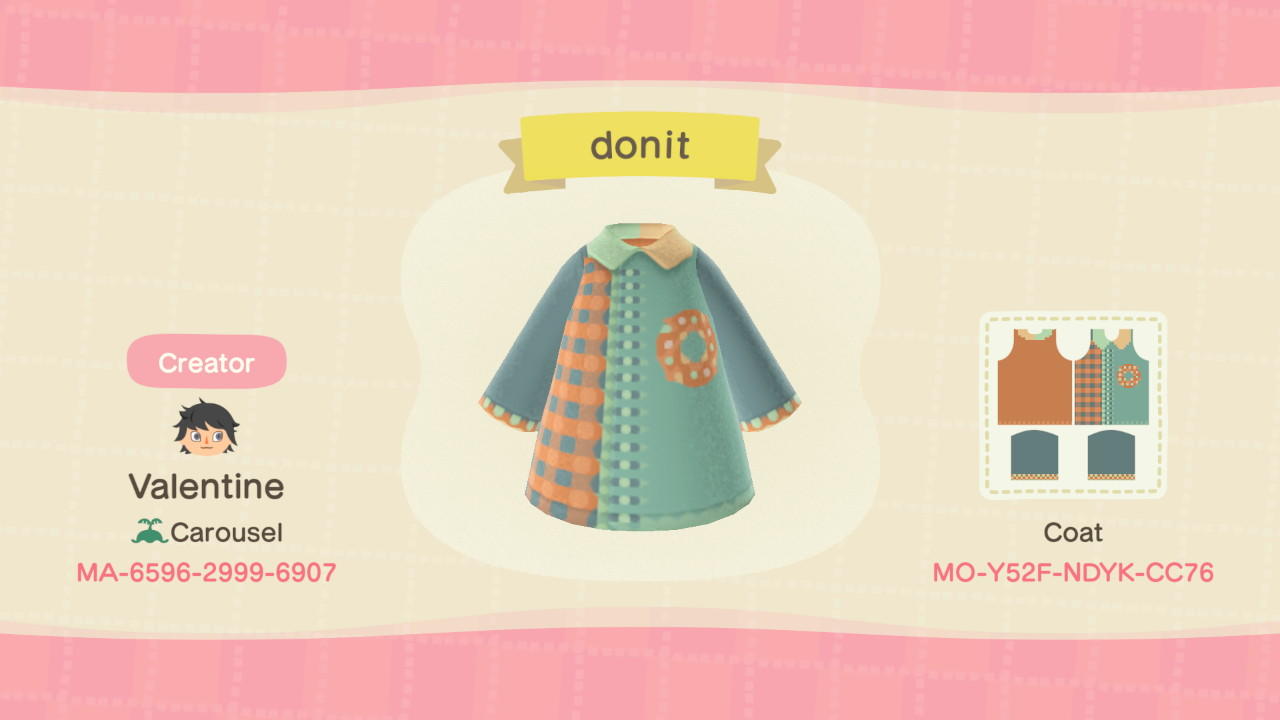 donit
Creator
Valentine
Carousel
MA-6596-2999-6907
Coat
MO-Y52F-NDYK-CC76